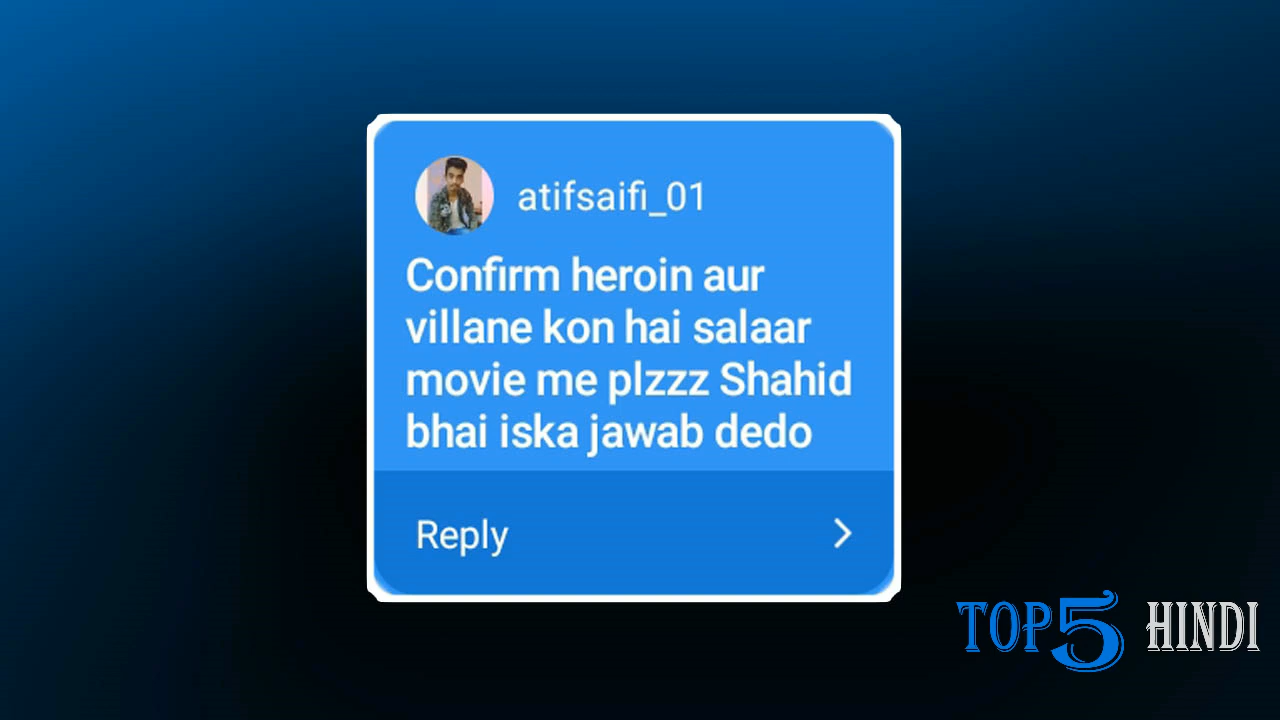 atifsaifi_01
Confirm heroin aur
villane kon hai salaar
movie me plzzz Shahid
bhai iska jawab dedo
Reply
TOP5 HINDI